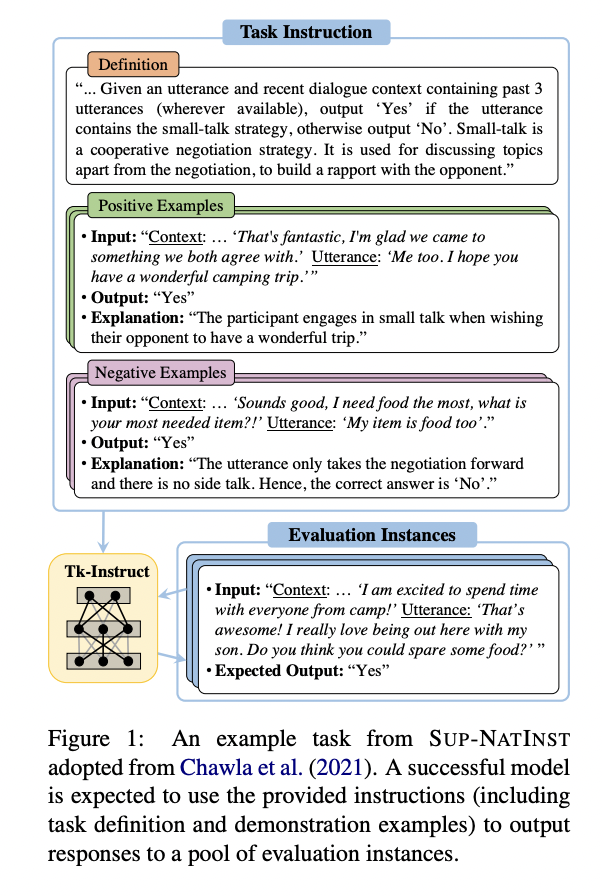 Task Instruction
Definition
“... Given an utterance and recent dialogue context containing past 3
utterances (wherever available), output ‘Yes’ if the utterance
contains the small-talk strategy, otherwise output ‘No’. Small-talk is
a cooperative negotiation strategy. It is used for discussing topics
apart from the negotiation, to build a rapport with the opponent.”
Positive Examples
• Input: “Context: … ‘That's fantastic, I'm glad we came to
something we both agree with.’ Utterance: ‘Me too. I hope you
have a wonderful camping trip.’”
• Output: “Yes”
• Explanation: “The participant engages in small talk when wishing
their opponent to have a wonderful trip.”
Negative Examples
• Input: “Context: … ‘Sounds good, I need food the most, what is
your most needed item?!’ Utterance: ‘My item is food too’.”
• Output: “Yes”
• Explanation: “The utterance only takes the negotiation forward
and there is no side talk. Hence, the correct answer is ‘No’.”
Tk-Instruct
Evaluation Instances
• Input: “Context: … ‘I am excited to spend time
with everyone from camp!’ Utterance: ‘That’s
awesome! I really love being out here with my
son. Do you think you could spare some food?’ ”
• Expected Output: “Yes”
Figure 1: An example task from SUP-NATINST
adopted from Chawla et al. (2021). A successful model
is expected to use the provided instructions (including
task definition and demonstration examples) to output
responses to a pool of evaluation instances.